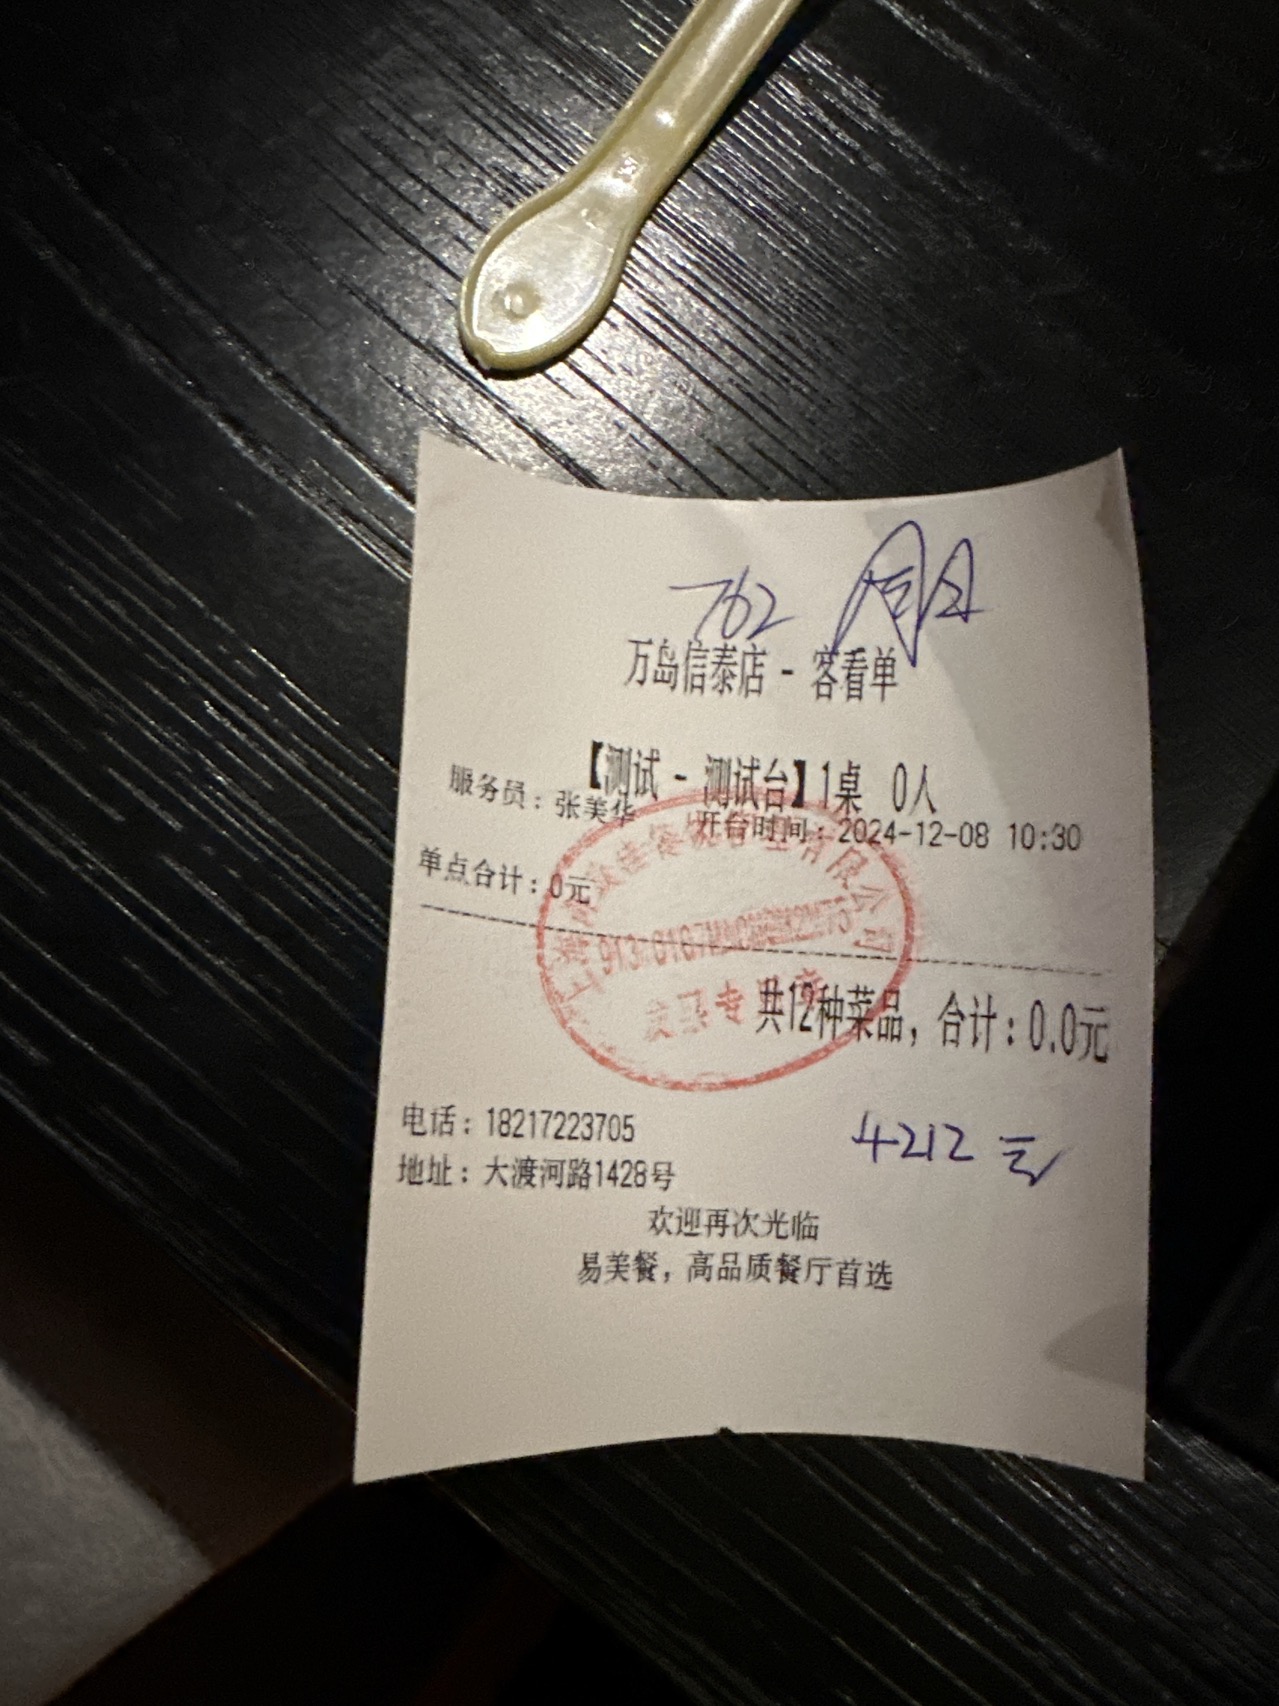 762 周
万岛信泰店 - 客看单
【测试 - 测试台】1桌 0人
服务员：张美华 开台时间：2024-12-08 10:30
单点合计：0元
有限公司
共12种菜品，合计：0.0元
电话：18217223705
4212元
地址：大渡河路1428号
欢迎再次光临
易美餐，高品质餐厅首选